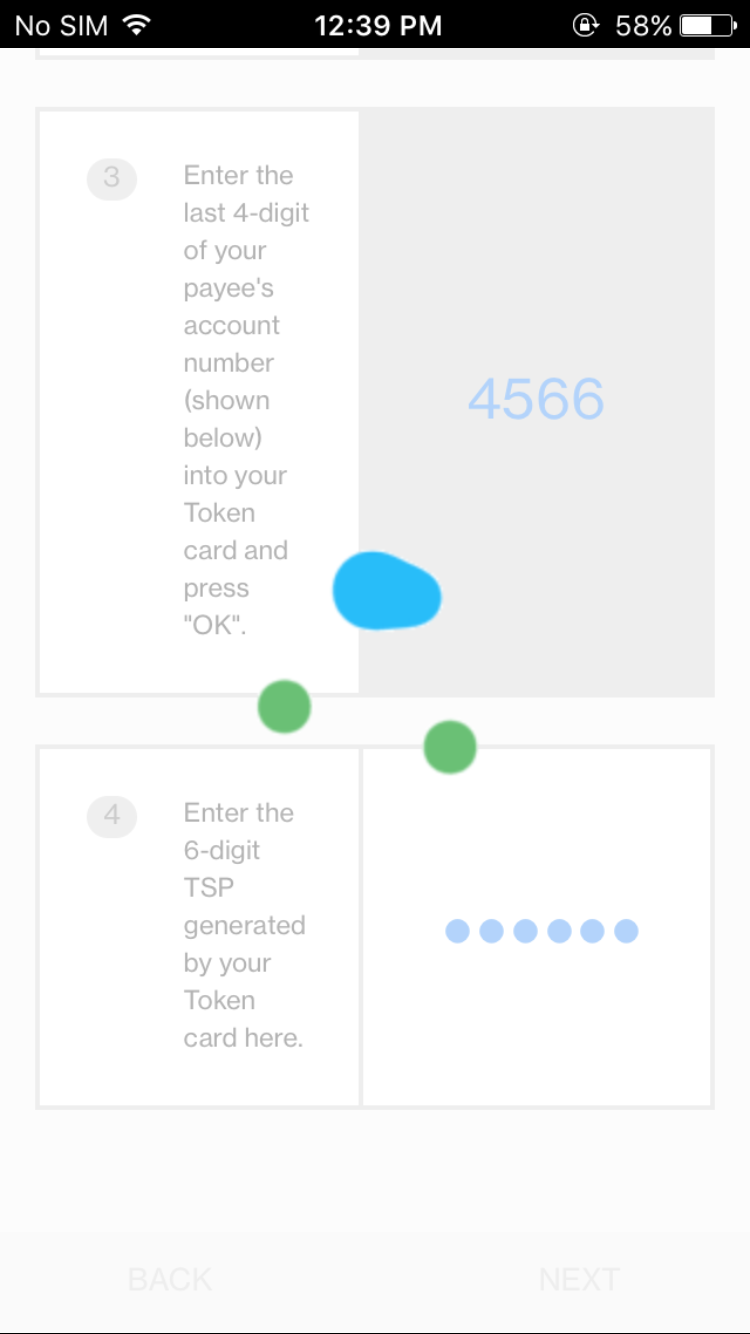 No SIM 12:39 PM 58%
3
Enter the
last 4-digit
of your
payee's
account
number
(shown
below)
into your
Token
card and
press
"OK".
4566
4
Enter the
6-digit
TSP
generated
by your
Token
card here.
BACK NEXT